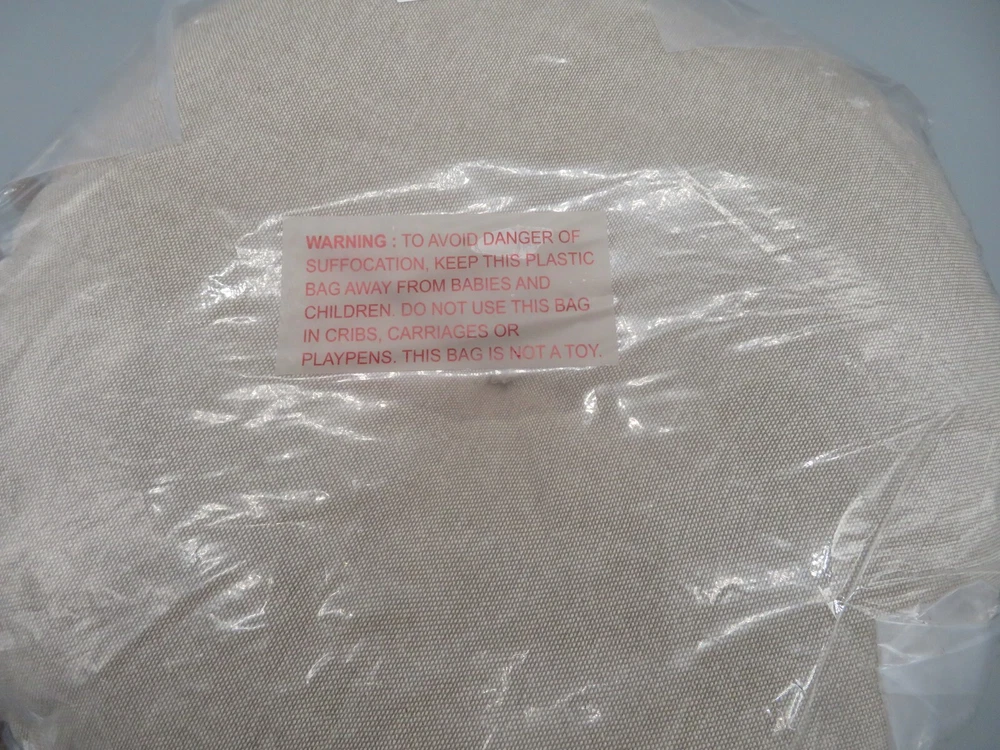 WARNING : TO AVOID DANGER OF
SUFFOCATION, KEEP THIS PLASTIC
BAG AWAY FROM BABIES AND
CHILDREN. DO NOT USE THIS BAG
IN CRIBS, CARRIAGES OR
PLAYPENS. THIS BAG IS NOT A TOY.